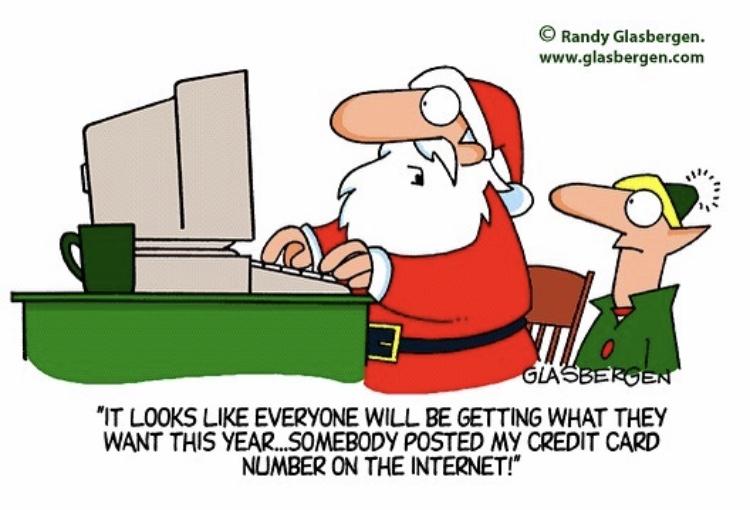 © Randy Glasbergen.
www.glasbergen.com
GLASBERGEN
"IT LOOKS LIKE EVERYONE WILL BE GETTING WHAT THEY
WANT THIS YEAR...SOMEBODY POSTED MY CREDIT CARD
NUMBER ON THE INTERNET!"